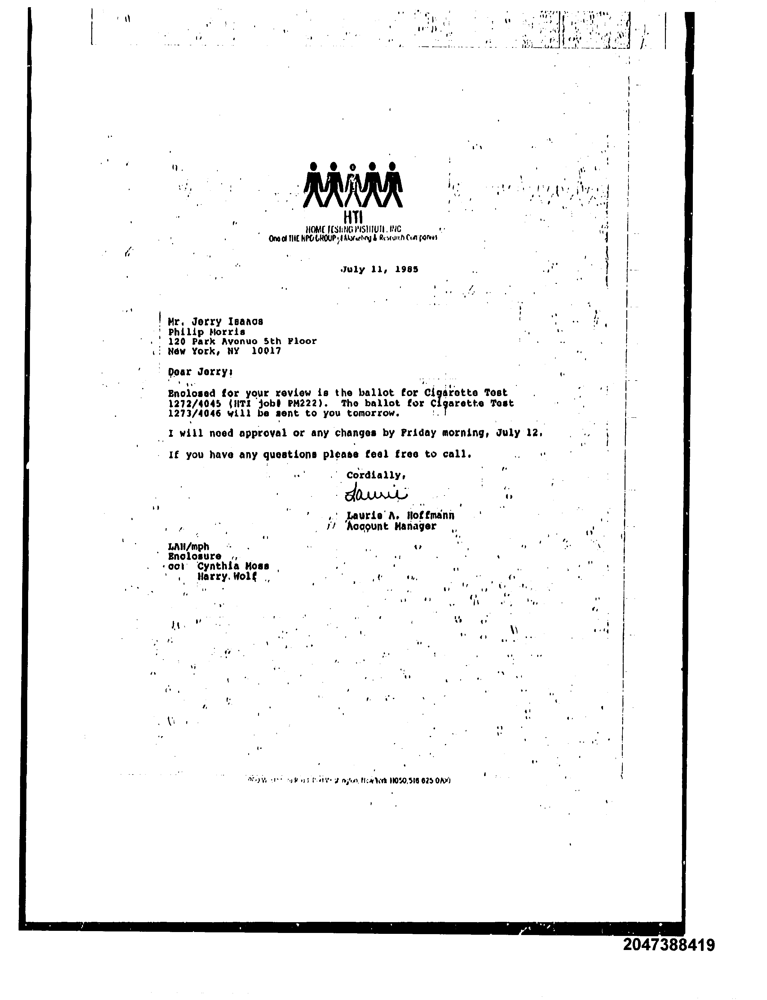 HTI
HOME TESTING INSTITUTE, INC
One of THE NPD GROUP of Marketing & Research Companies
July 11, 1985
Mr. Jerry Isaacs
Philip Morris
120 Park Avenue 5th Floor
New York, NY 10017
Dear Jerry:
Enclosed for your review is the ballot for Cigarette Test
1272/4045 (HTI job# PM222). The ballot for Cigarette Test
1273/4046 will be sent to you tomorrow.
I will need approval or any changes by Friday morning, July 12.
If you have any questions please feel free to call.
Cordially,
Laurie
Laurie A. Hoffmann
Account Manager
LAH/mph
Enclosure
cc: Cynthia Moss
Harry Wolf
New York 11050, 516 625
2047388419